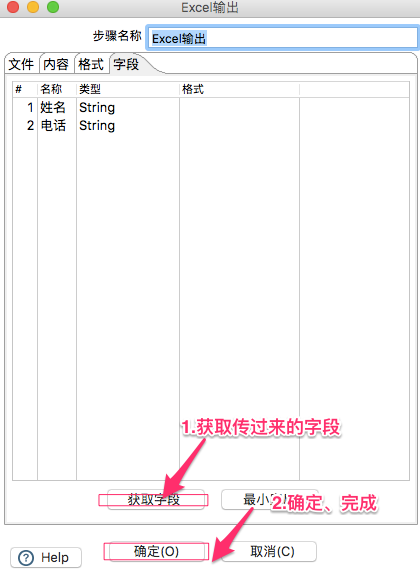 Excel输出
步骤名称 Excel输出
文件 内容 格式 字段
# 名称 类型 格式
1 姓名 String
2 电话 String
1.获取传过来的字段
获取字段 最小
2.确定、完成
Help 确定(O) 取消(C)